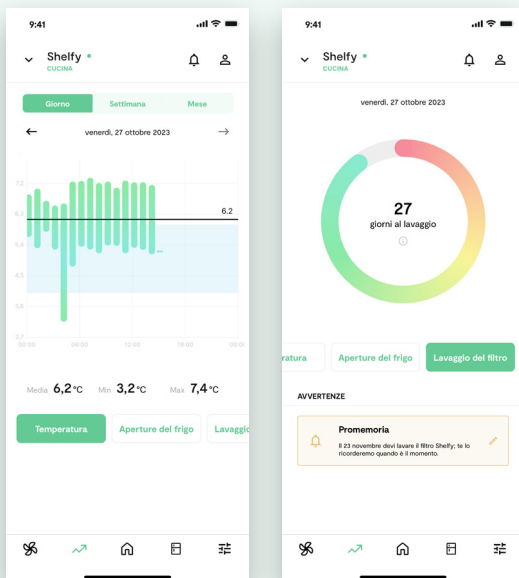 9:41
Shelfy
CUCINA
Giorno
Settimana
Mese
venerdì, 27 ottobre 2023
7,2
6,3
6.2
5,4
4,5
3,6
2,7
00:00
06:00
12:00
18:00
00:00
Media 6,2°C
Min 3,2°C
Max 7,4°C
Temperatura
Aperture del frigo
Lavaggio
9:41
Shelfy
CUCINA
venerdì, 27 ottobre 2023
27
giorni al lavaggio
ratura
Aperture del frigo
Lavaggio del filtro
AVVERTENZE
Promemoria
Il 23 novembre devi lavare il filtro Shelfy; te lo
ricorderemo quando è il momento.